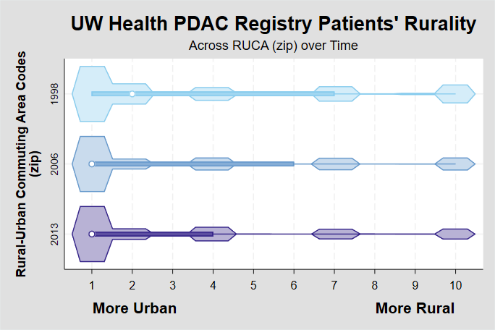 UW Health PDAC Registry Patients' Rurality
Across RUCA (zip) over Time
Rural-Urban Commuting Area Codes
(zip)
1998
2006
2013
1 2 3 4 5 6 7 8 9 10
More Urban More Rural